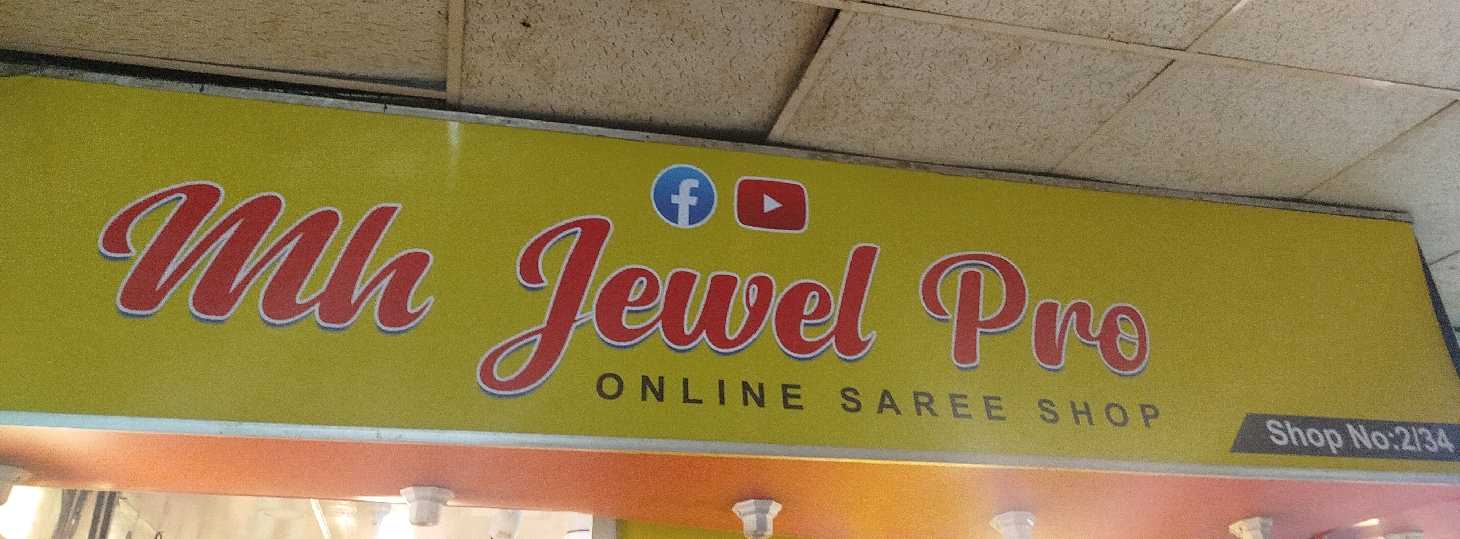 Mh Jewel Pro
ONLINE SAREE SHOP
Shop No:2/34